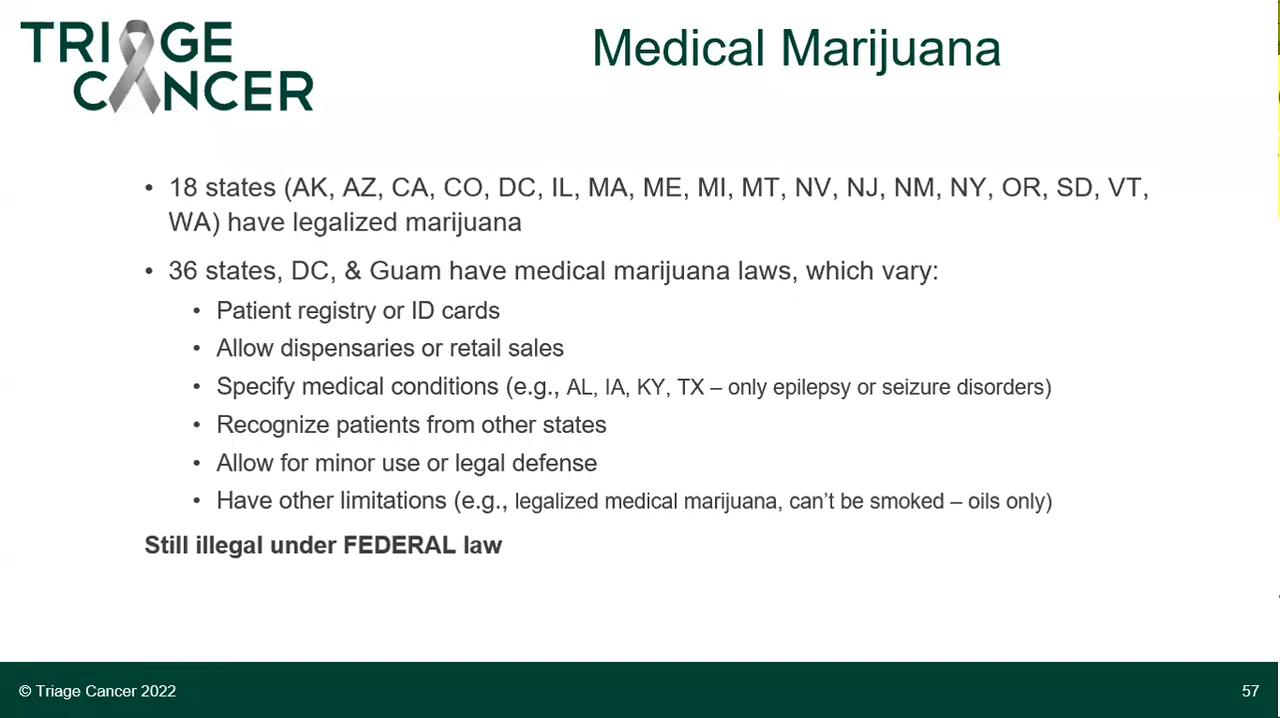 TRIAGE
CANCER
Medical Marijuana
• 18 states (AK, AZ, CA, CO, DC, IL, MA, ME, MI, MT, NV, NJ, NM, NY, OR, SD, VT,
WA) have legalized marijuana
• 36 states, DC, & Guam have medical marijuana laws, which vary:
• Patient registry or ID cards
• Allow dispensaries or retail sales
• Specify medical conditions (e.g., AL, IA, KY, TX – only epilepsy or seizure disorders)
• Recognize patients from other states
• Allow for minor use or legal defense
• Have other limitations (e.g., legalized medical marijuana, can’t be smoked – oils only)
Still illegal under FEDERAL law
© Triage Cancer 2022
57